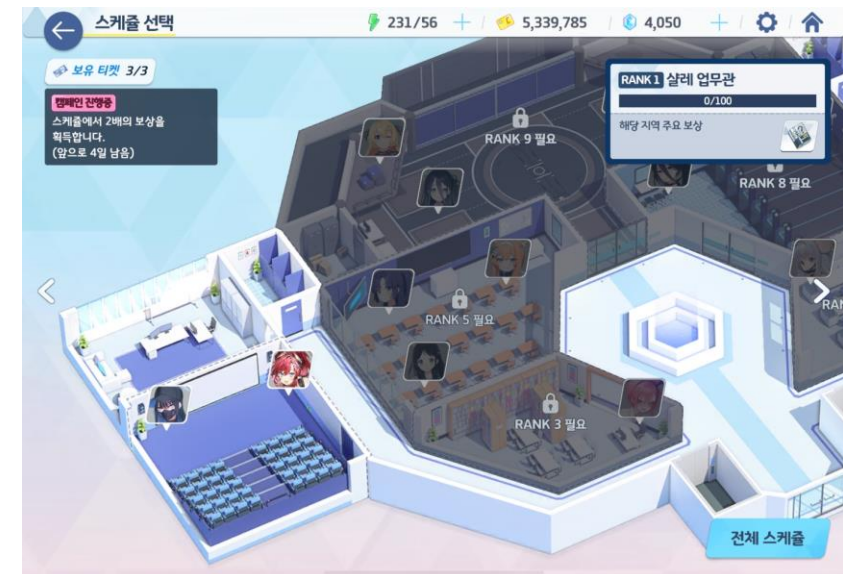 스케쥴 선택
231/56
5,339,785
4,050
보유 티켓 3/3
캠페인 진행중
스케쥴에서 2배의 보상을
획득합니다.
(앞으로 4일 남음)
RANK 1 샬레 업무관
0/100
해당 지역 주요 보상
RANK 9 필요
RANK 8 필요
RANK 5 필요
RANK 3 필요
전체 스케쥴